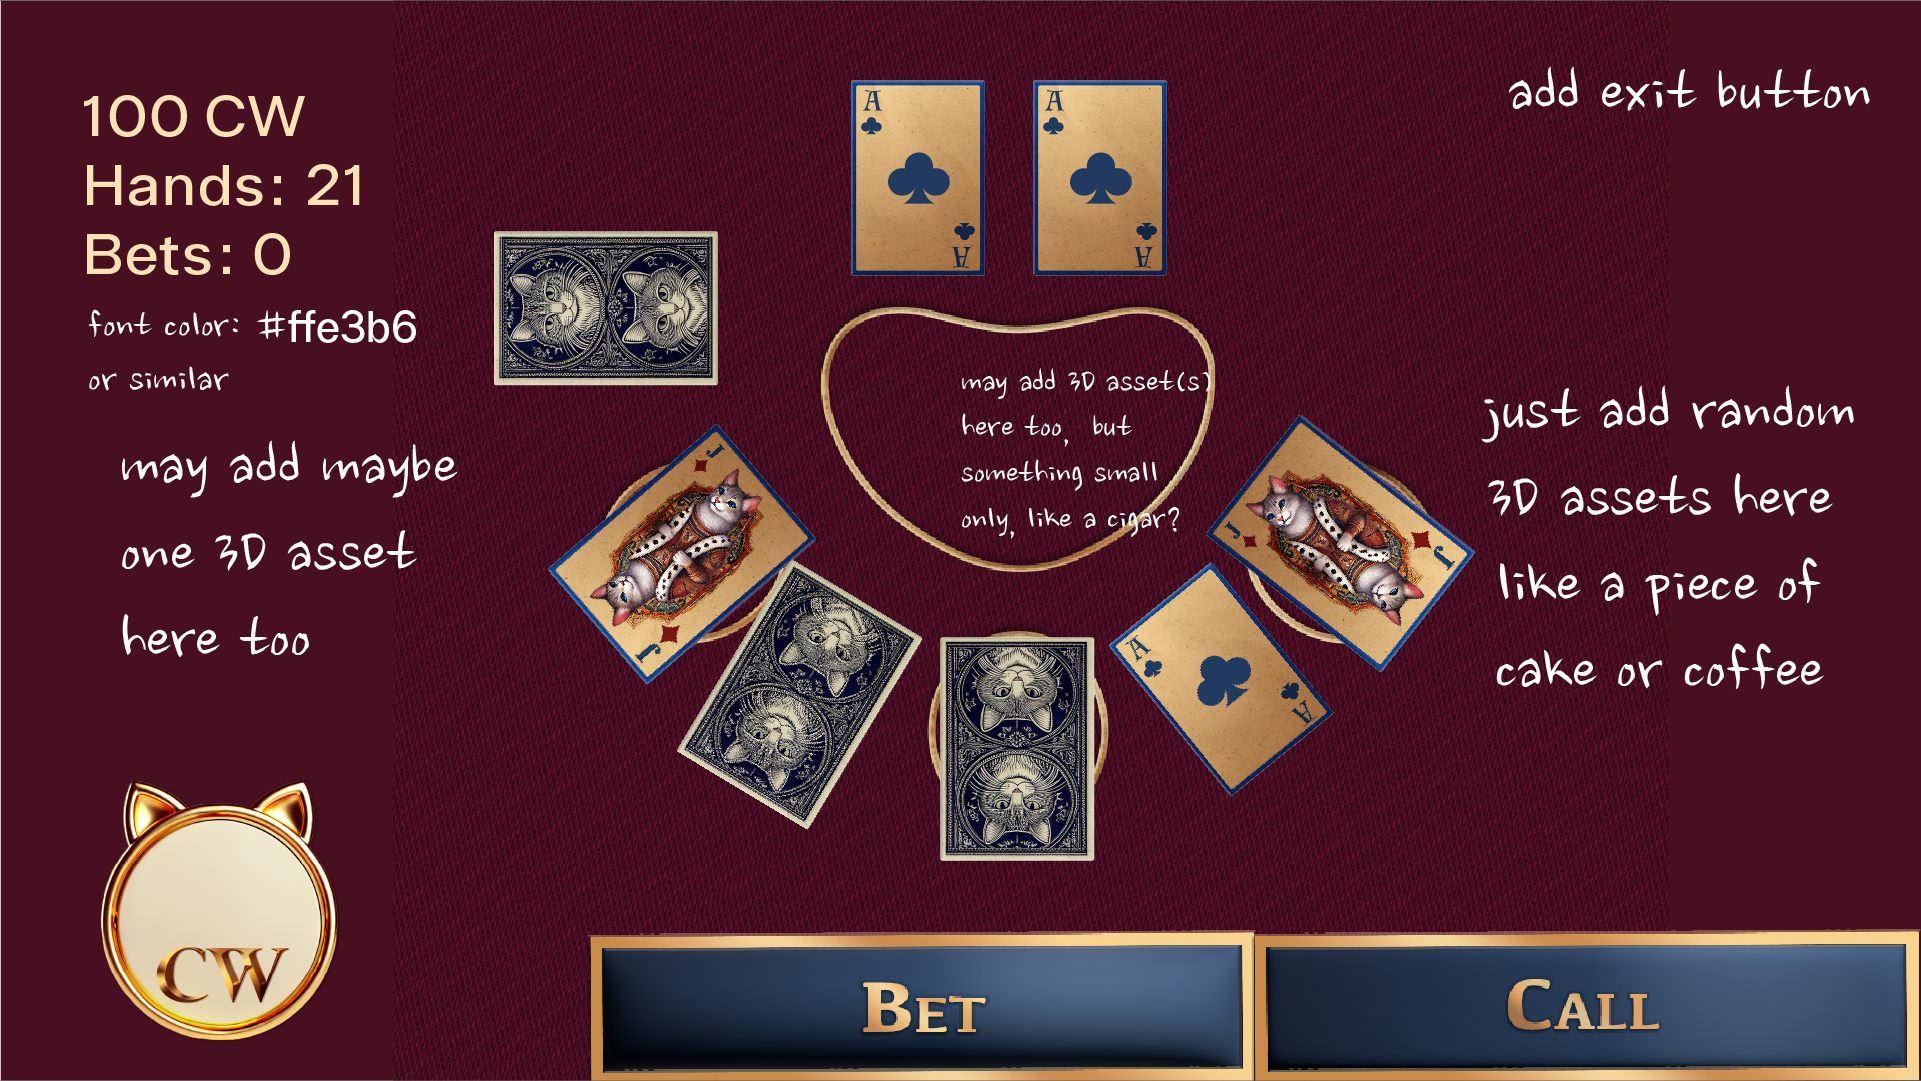 100 CW
Hands: 21
Bets: 0
font color: #ffe3b6
or similar
may add maybe
one 3D asset
here too
CW
A
A
A
A
may add 3D asset(s)
here too, but
something small
only, like a cigar?
J
J
A
A
J
J
add exit button
just add random
3D assets here
like a piece of
cake or coffee
BET
CALL